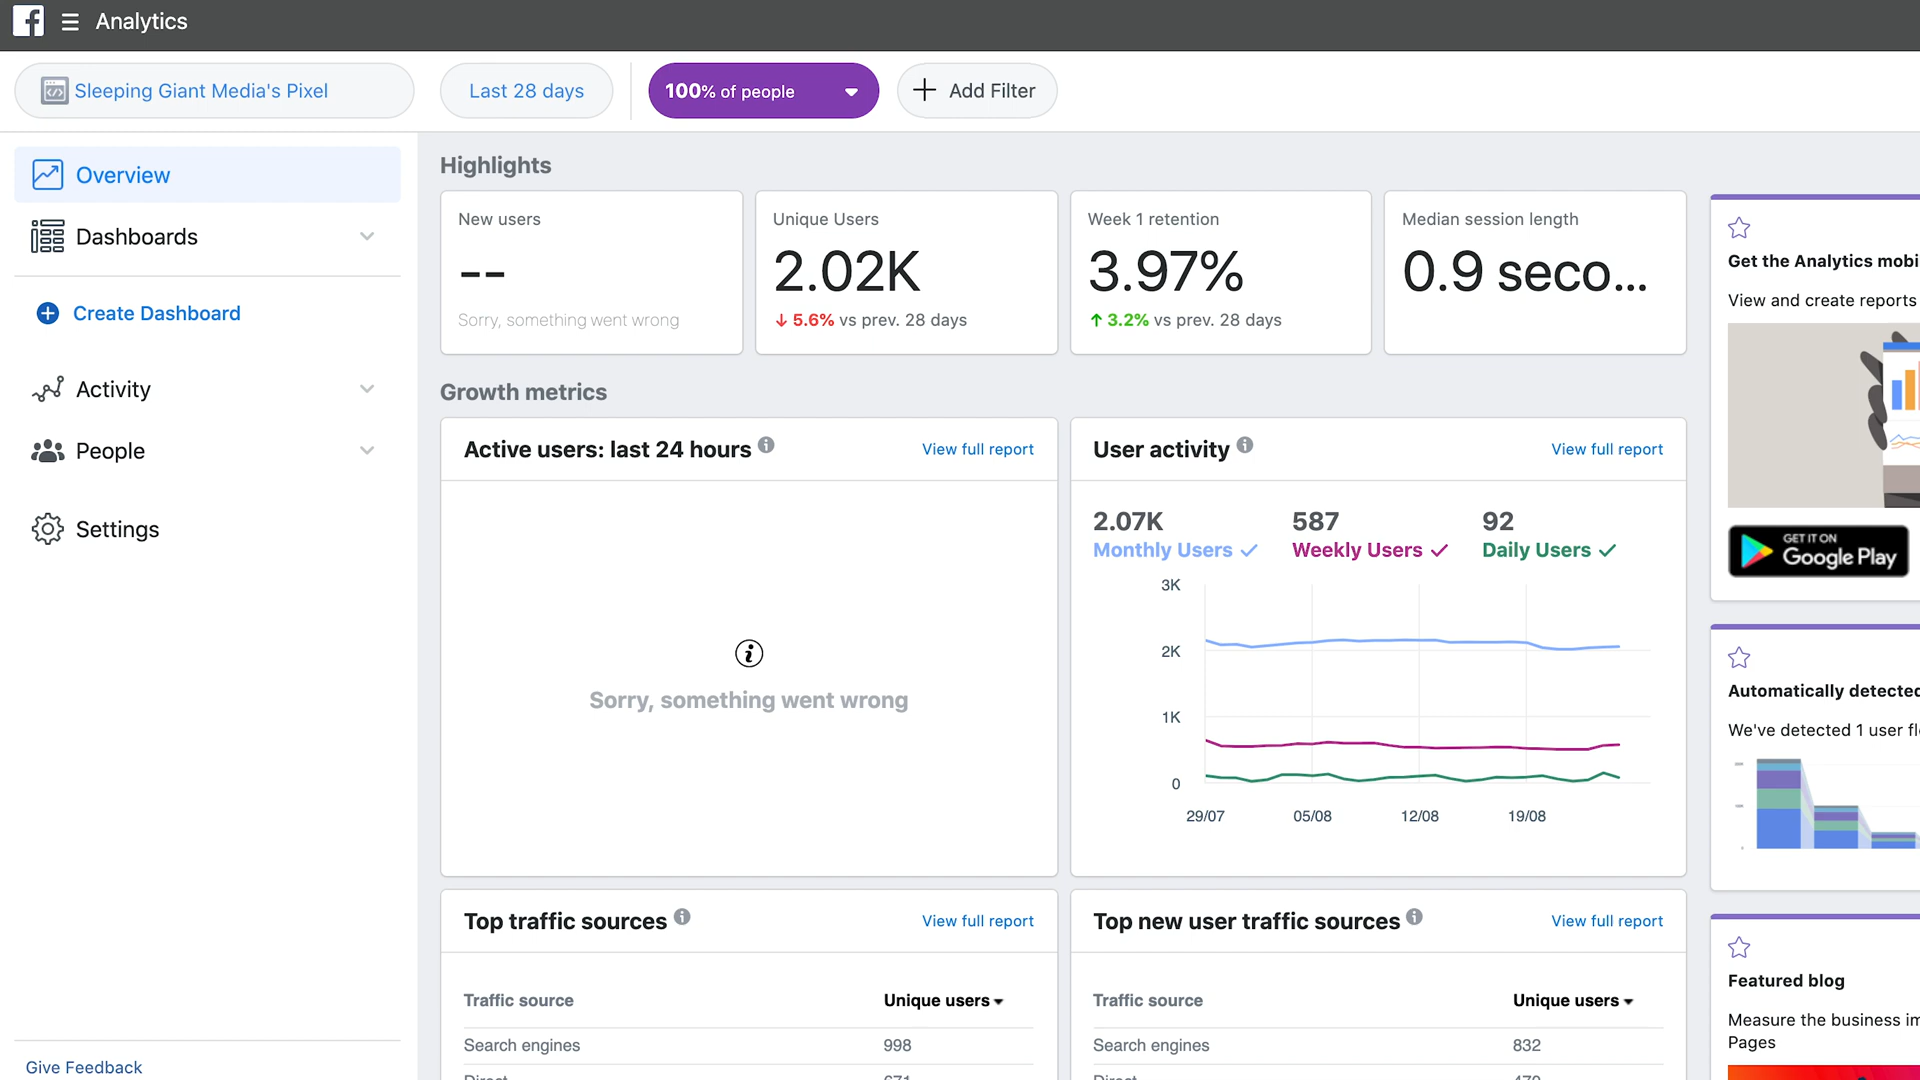 Analytics
Sleeping Giant Media's Pixel
Last 28 days
100% of people
Add Filter
Overview
Dashboards
Create Dashboard
Activity
People
Settings
Give Feedback
Highlights
New users
--
Sorry, something went wrong
Unique Users
2.02K
5.6% vs prev. 28 days
Week 1 retention
3.97%
3.2% vs prev. 28 days
Median session length
0.9 seco...
Growth metrics
Active users: last 24 hours
View full report
Sorry, something went wrong
User activity
View full report
2.07K
Monthly Users
587
Weekly Users
92
Daily Users
3K
2K
1K
0
29/07
05/08
12/08
19/08
Top traffic sources
View full report
Traffic source
Unique users
Search engines
998
Direct
671
Top new user traffic sources
View full report
Traffic source
Unique users
Search engines
832
Direct
Get the Analytics mobi
View and create reports
GET IT ON
Google Play
Automatically detected
We've detected 1 user fl
Featured blog
Measure the business im
Pages